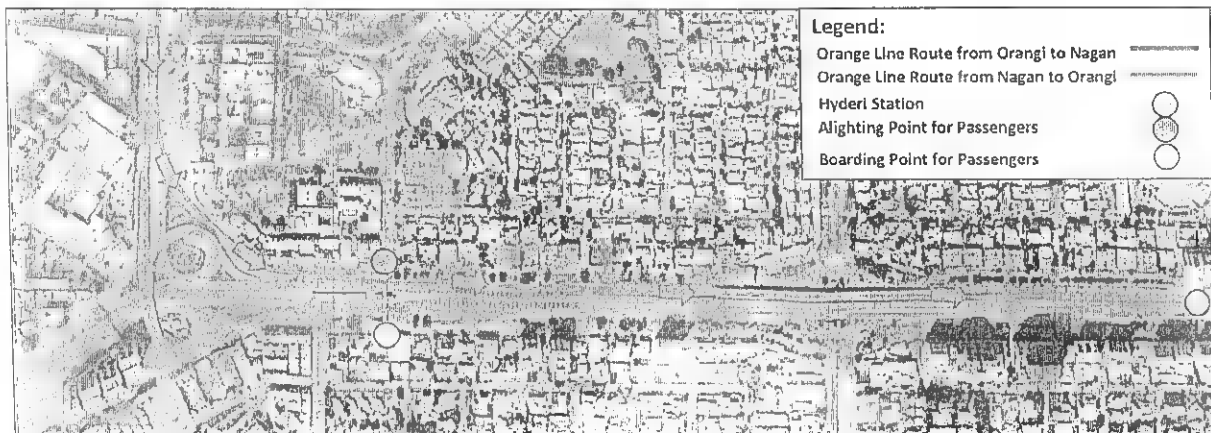 Legend:
Orange Line Route from Orangi to Nagan
Orange Line Route from Nagan to Orangi
Hyderi Station
Alighting Point for Passengers
Boarding Point for Passengers